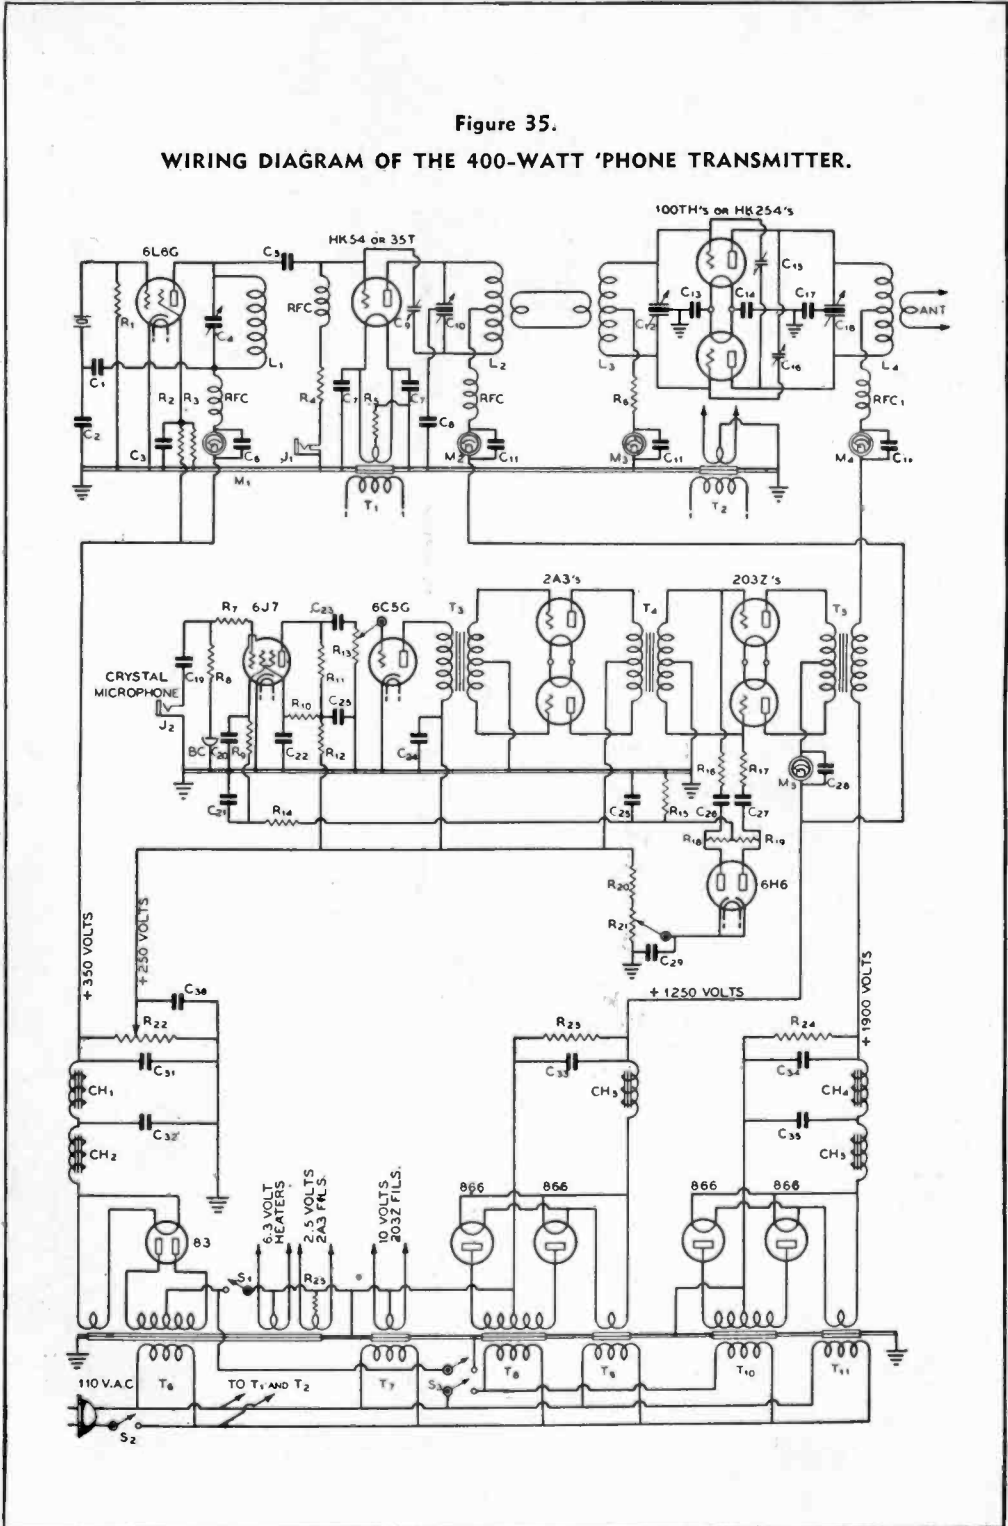 Figure 35.
WIRING DIAGRAM OF THE 400-WATT 'PHONE TRANSMITTER.
100TH's OR HK254's
HK54 OR 35T
6L6G
C5
C15
RFC
C13
C14
C17
R1
C4
C9
C10
C12
C18
ANT
L1
L2
L3
L4
C16
C1
R2
R3
RFC
R4
C7
R5
C7
RFC
R6
RFC1
C2
C8
C3
C6
J1
M2
C11
M3
C11
M4
M1
T1
T2
2A3's
203Z's
R7
6J7
C23
6C5G
T3
T4
T5
R13
CRYSTAL
MICROPHONE
C19
R8
R11
J2
R10
C25
BC
C20
R9
C22
R12
C24
R16
R17
M5
C28
C21
R14
C25
R15
C26
C27
R18
R19
6H6
R20
R21
C29
+350 VOLTS
+250 VOLTS
+1250 VOLTS
+1900 VOLTS
R22
R24
C31
C33
C34
CH1
CH3
CH4
C32
C35
CH2
866
866
866
866
6.3 VOLT
HEATERS.
2.5 VOLTS
2A3 FILS.
10 VOLTS
203Z FILS.
83
S1
110 V.A.C
T6
TO T1 AND T2
T7
S3
T8
T9
T10
T11
S2